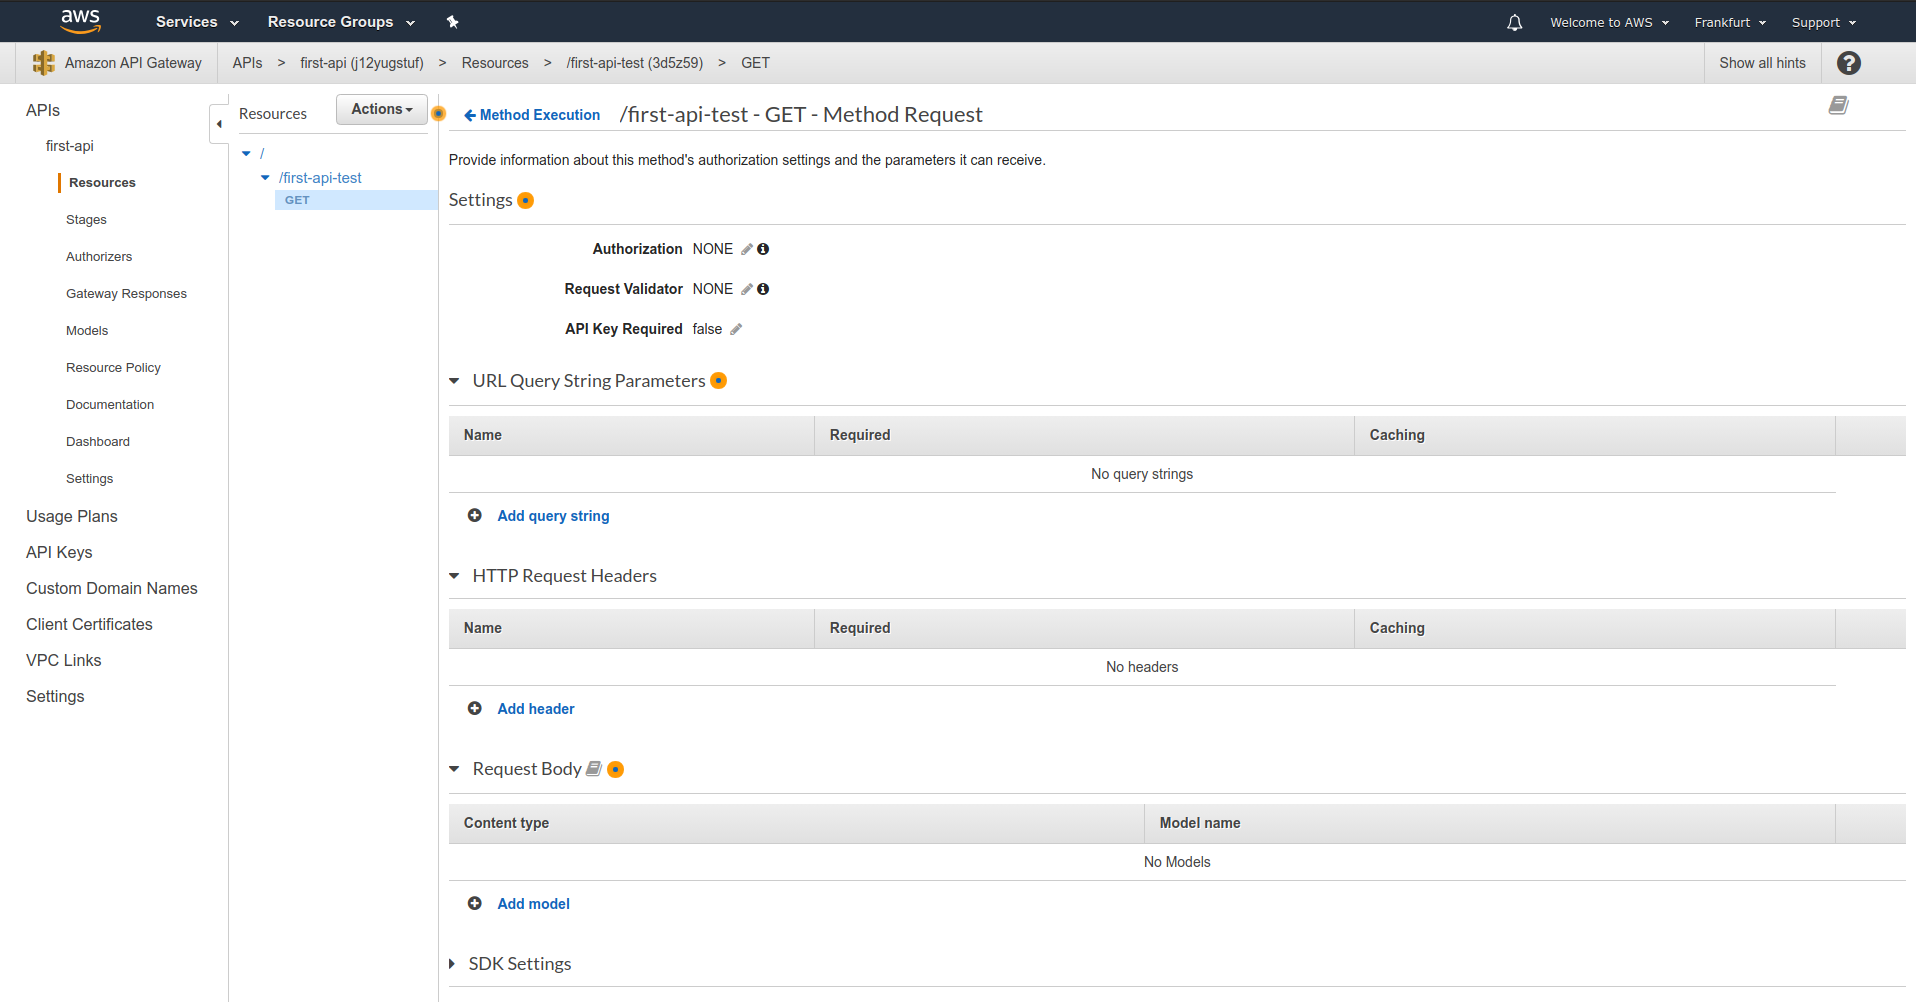 aws Services Resource Groups Welcome to AWS Frankfurt Support
Amazon API Gateway APIs > first-api (j12yugstuf) > Resources > /first-api-test (3d5z59) > GET Show all hints ?
APIs
first-api
Resources
Stages
Authorizers
Gateway Responses
Models
Resource Policy
Documentation
Dashboard
Settings
Usage Plans
API Keys
Custom Domain Names
Client Certificates
VPC Links
Settings
Resources Actions
/
/first-api-test
GET
Method Execution /first-api-test - GET - Method Request
Provide information about this method's authorization settings and the parameters it can receive.
Settings
Authorization NONE
Request Validator NONE
API Key Required false
URL Query String Parameters
Name Required Caching
No query strings
Add query string
HTTP Request Headers
Name Required Caching
No headers
Add header
Request Body
Content type Model name
No Models
Add model
SDK Settings